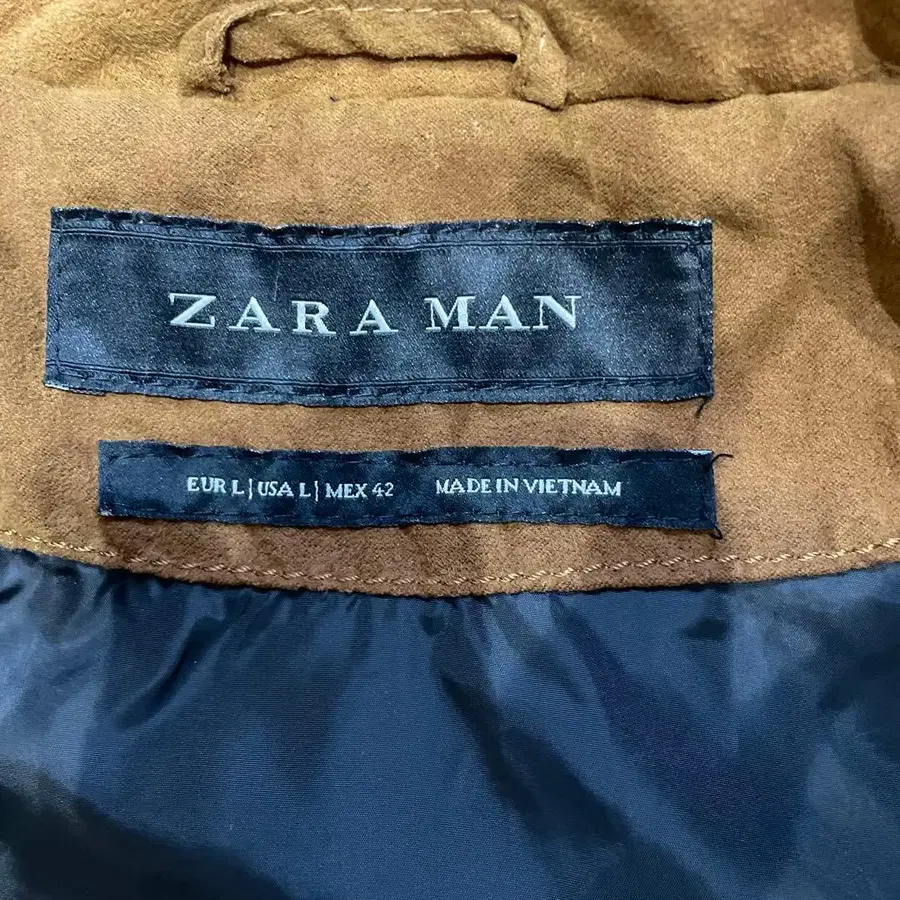 ZARA MAN
EUR L | USA L | MEX 42 MADE IN VIETNAM